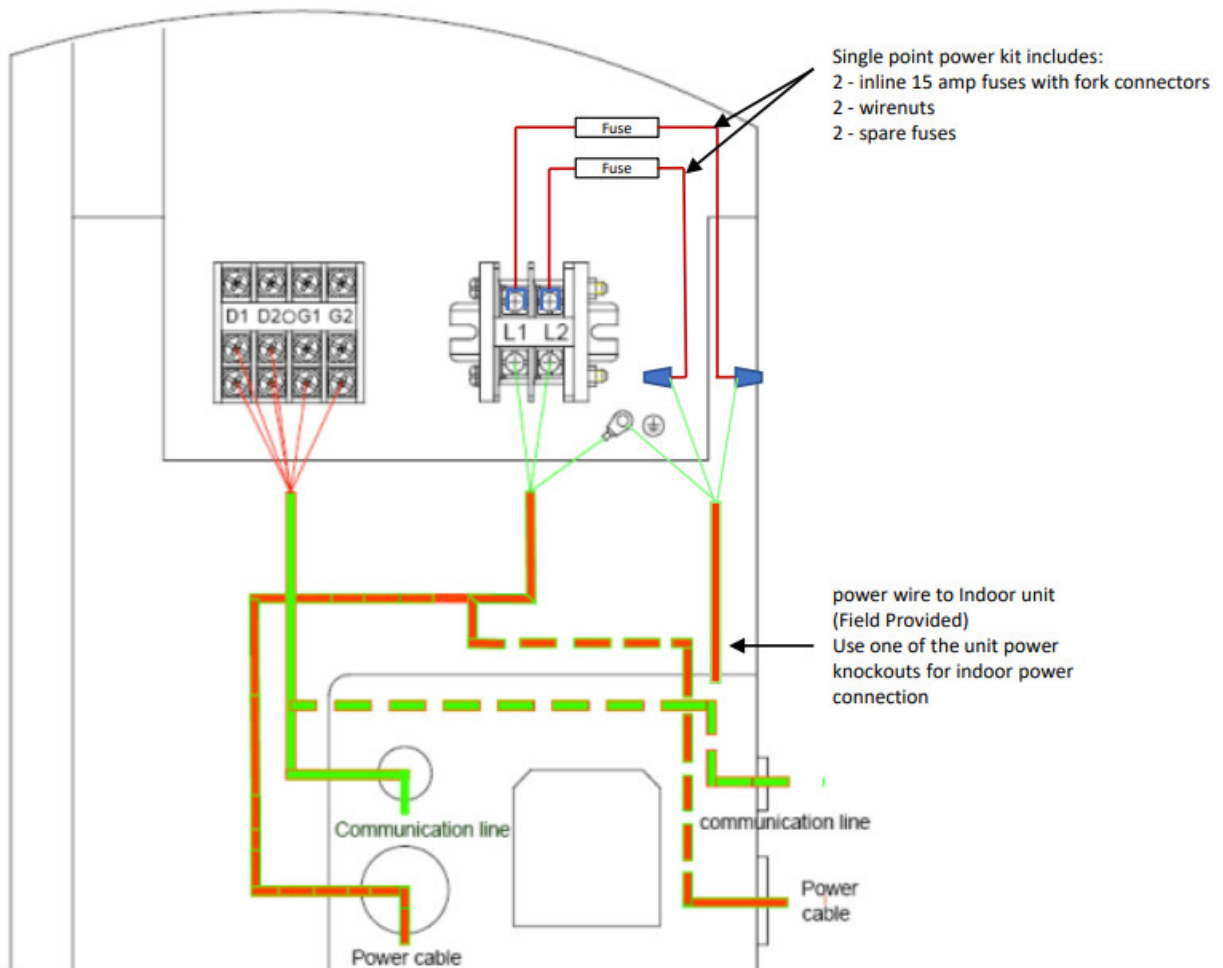 Single point power kit includes:
2 - inline 15 amp fuses with fork connectors
2 - wirenuts
2 - spare fuses
Fuse
Fuse
D1 D2 G1 G2
L1 L2
power wire to Indoor unit
(Field Provided)
Use one of the unit power
knockouts for indoor power
connection
Communication line
communication line
Power
cable
Power cable